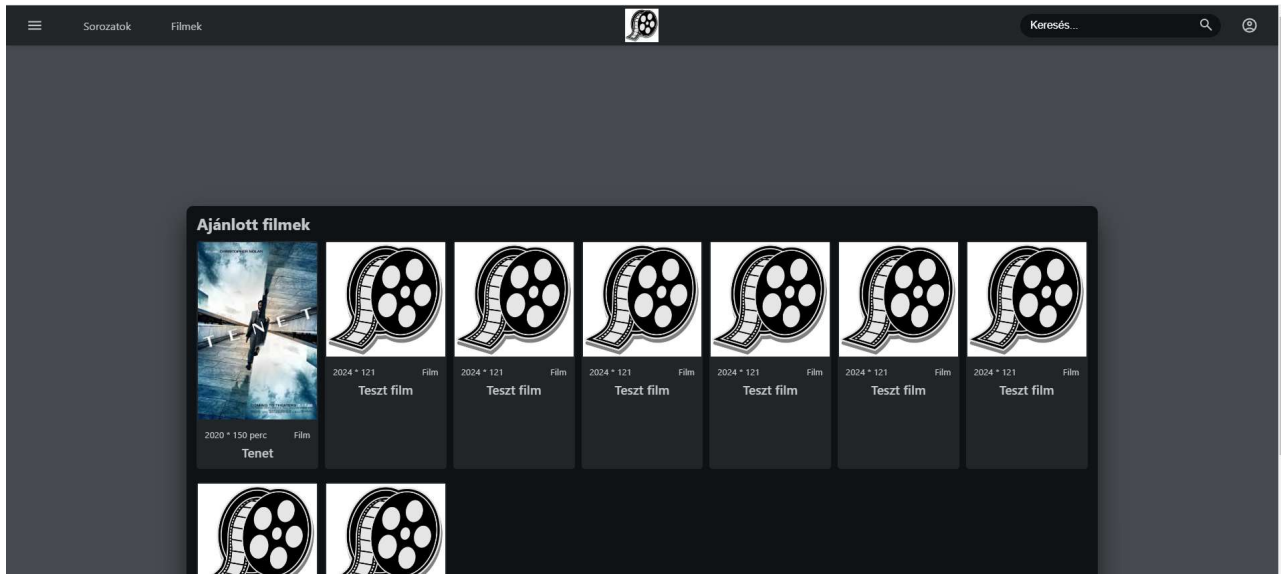 Sorozatok Filmek Keresés...
Ajánlott filmek
TENET
2020 * 150 perc Film
Tenet
2024 * 121 Film
Teszt film
2024 * 121 Film
Teszt film
2024 * 121 Film
Teszt film
2024 * 121 Film
Teszt film
2024 * 121 Film
Teszt film
2024 * 121 Film
Teszt film